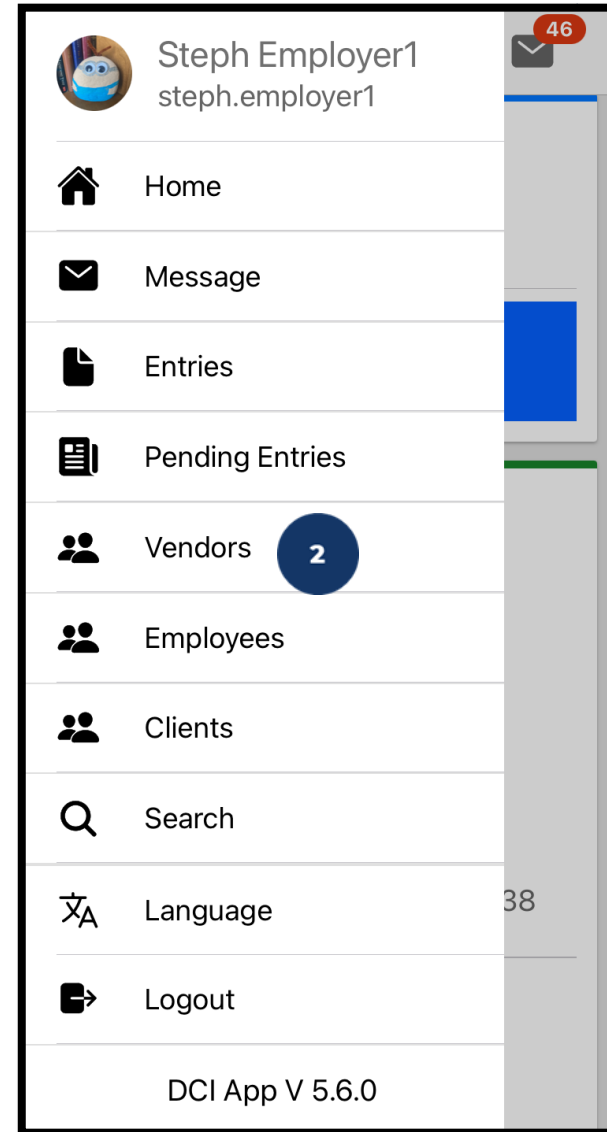 Steph Employer1
steph.employer1
46
Home
Message
Entries
Pending Entries
Vendors
2
Employees
Clients
Search
Language
38
Logout
DCI App V 5.6.0